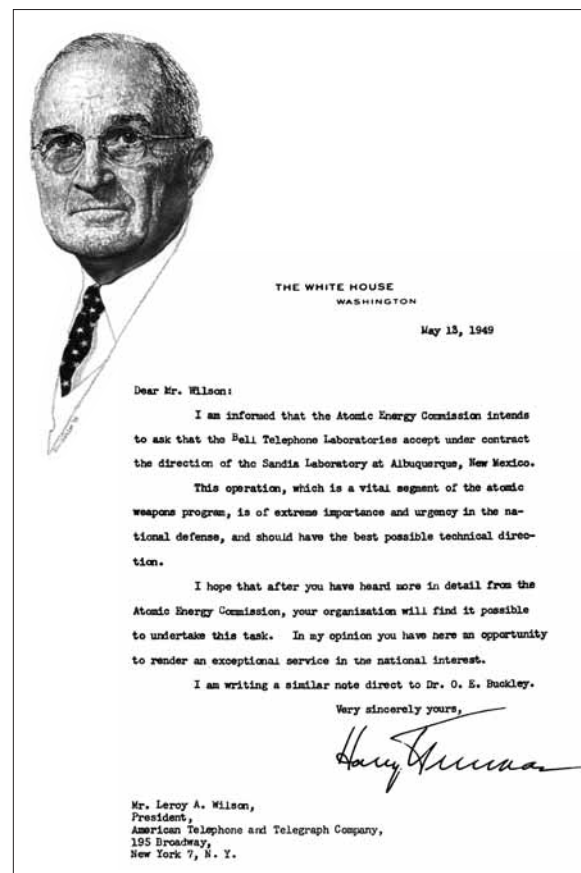 THE WHITE HOUSE
WASHINGTON
May 13, 1949
Dear Mr. Wilson:
I am informed that the Atomic Energy Commission intends
to ask that the Bell Telephone Laboratories accept under contract
the direction of the Sandia Laboratory at Albuquerque, New Mexico.
This operation, which is a vital segment of the atomic
weapons program, is of extreme importance and urgency in the na-
tional defense, and should have the best possible technical direc-
tion.
I hope that after you have heard more in detail from the
Atomic Energy Commission, your organization will find it possible
to undertake this task. In my opinion you have here an opportunity
to render an exceptional service in the national interest.
I am writing a similar note direct to Dr. O. E. Buckley.
Very sincerely yours,
Harry Truman
Mr. Leroy A. Wilson,
President,
American Telephone and Telegraph Company,
195 Broadway,
New York 7, N. Y.